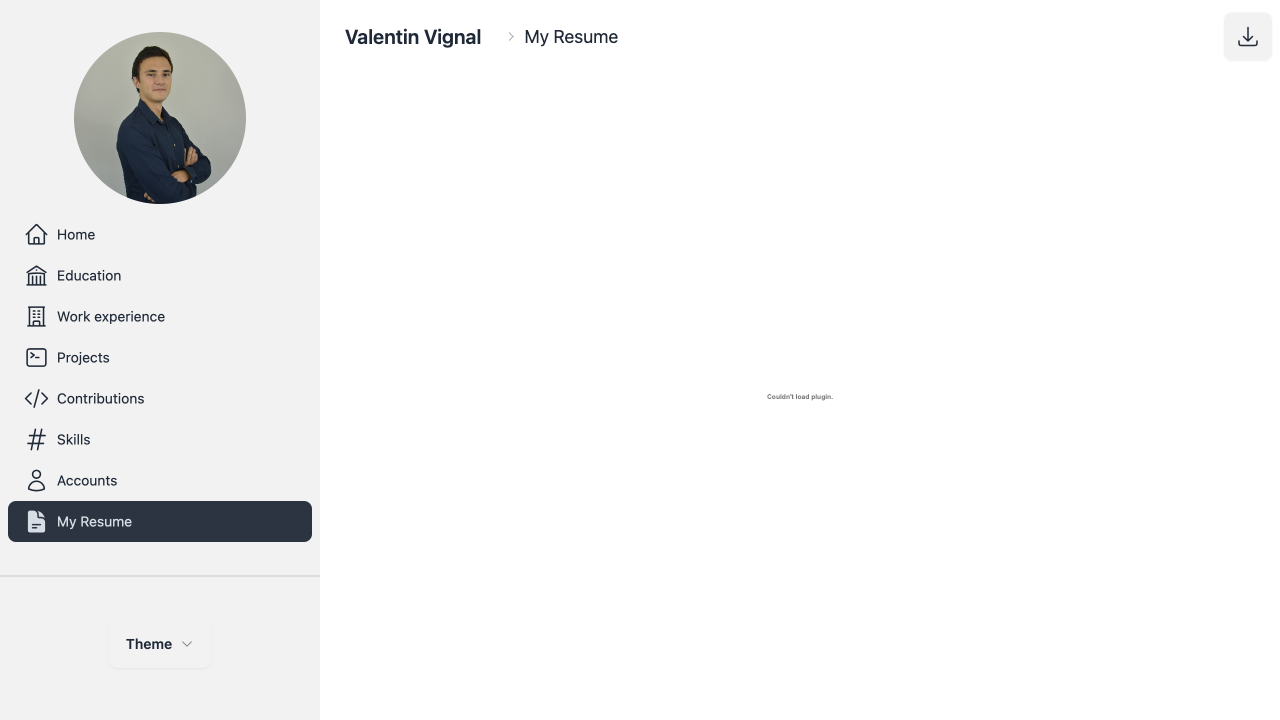 Valentin Vignal
My Resume
Home
Education
Work experience
Projects
Contributions
Skills
Accounts
My Resume
Theme
Couldn't load plugin.